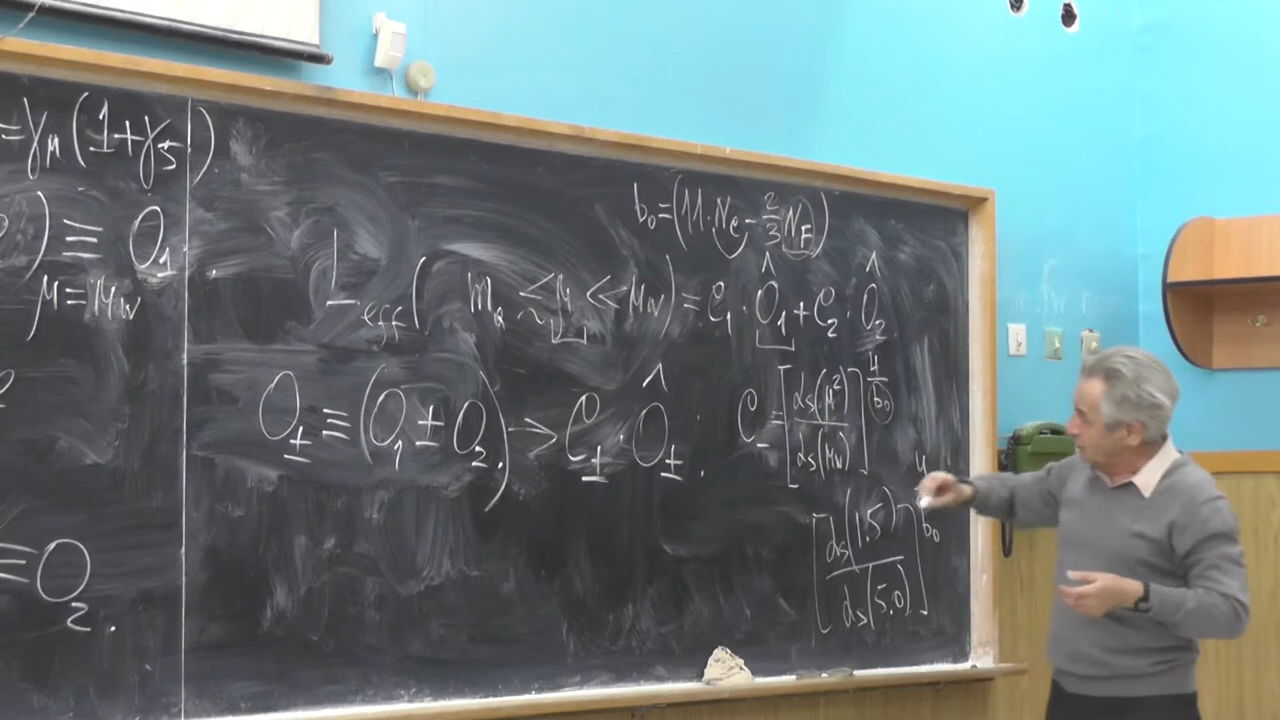 =γμ(1+γ5)
) ≡ O1
μ=Mw
≡O2.
b0=(11·Nc-2/3 NF)
Leff( mQ ≲ μ << Mw)=C1·Ô1+C2·Ô2
O± ≡ (O1 ± O2.) → C±·Ô± .
C-=[αs(μ²)/αs(Mw)]^4/b0
[αs(1.5)/αs(5.0)]^4/b0